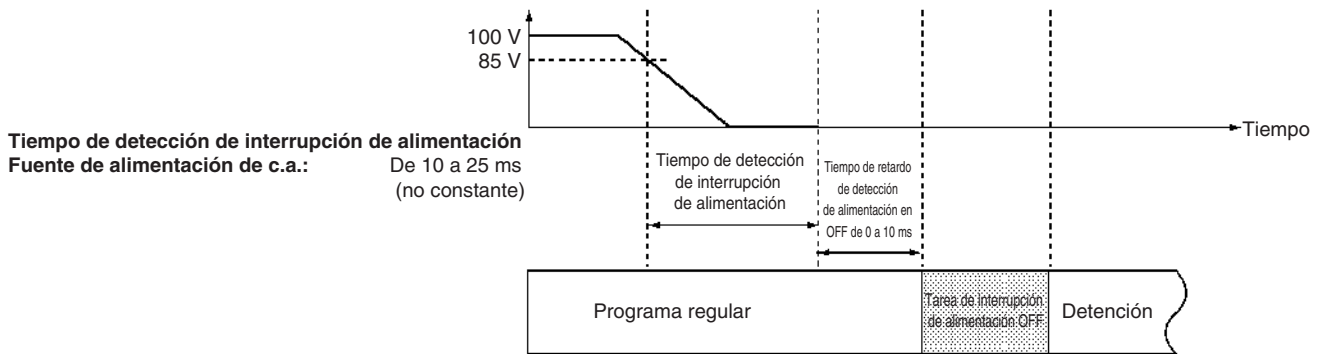 100 V
85 V
Tiempo
Tiempo de detección de interrupción de alimentación
Fuente de alimentación de c.a.: De 10 a 25 ms
(no constante)
Tiempo de detección
de interrupción
de alimentación
Tiempo de retardo
de detección
de alimentación en
OFF de 0 a 10 ms
Programa regular
Tarea de interrupción
de alimentación OFF
Detención